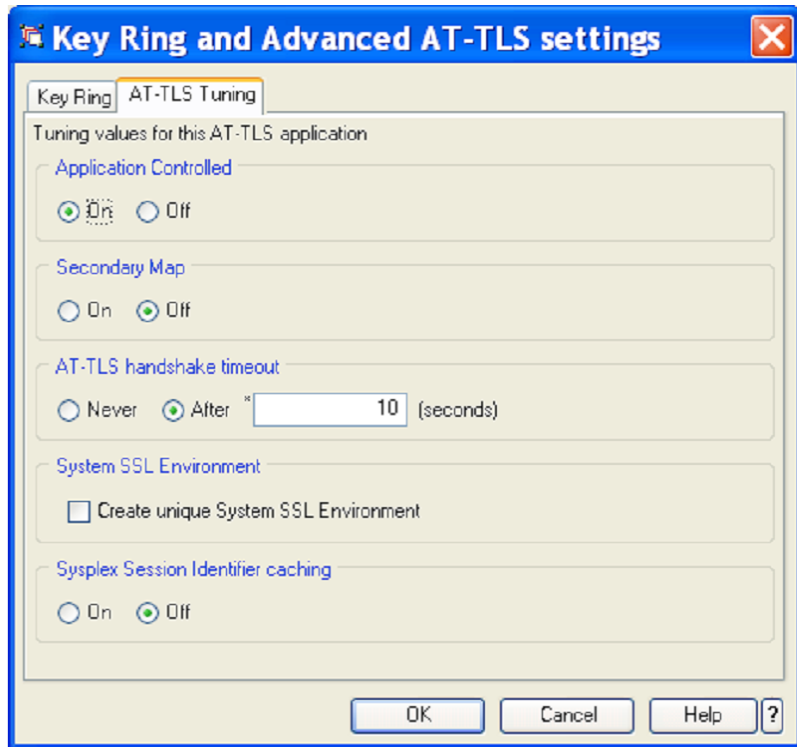 Key Ring and Advanced AT-TLS settings
Key Ring AT-TLS Tuning
Tuning values for this AT-TLS application
Application Controlled
On Off
Secondary Map
On Off
AT-TLS handshake timeout
Never After * 10 (seconds)
System SSL Environment
Create unique System SSL Environment
Sysplex Session Identifier caching
On Off
OK Cancel Help ?